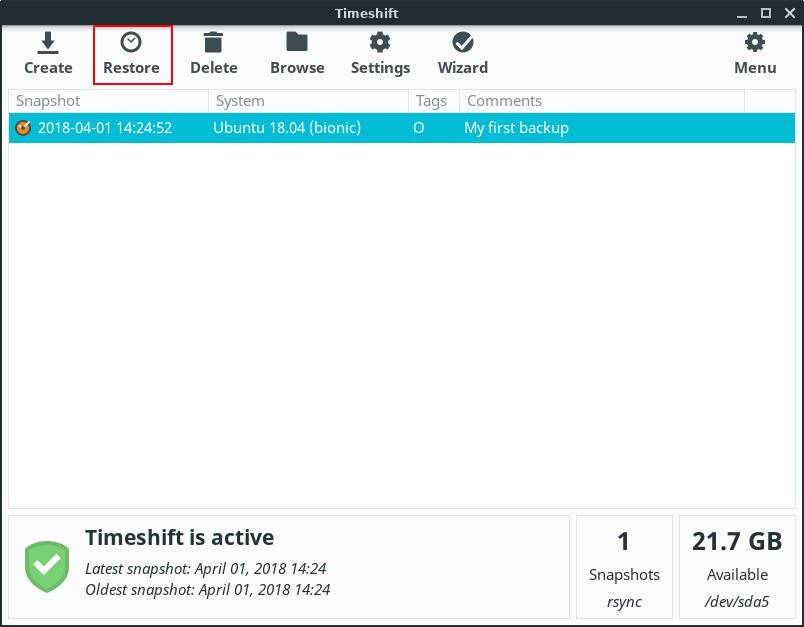 Timeshift
Create Restore Delete Browse Settings Wizard Menu
Snapshot System Tags Comments
2018-04-01 14:24:52 Ubuntu 18.04 (bionic) O My first backup
Timeshift is active
Latest snapshot: April 01, 2018 14:24
Oldest snapshot: April 01, 2018 14:24
1
Snapshots
rsync
21.7 GB
Available
/dev/sda5